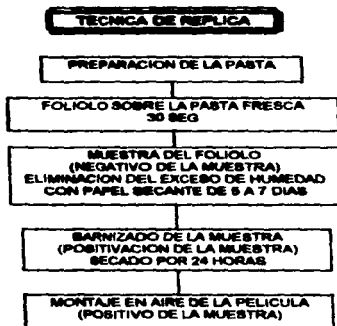 TECNICA DE REPLICA
PREPARACION DE LA PASTA
FOLIOLO SOBRE LA PASTA FRESCA
30 SEG
MUESTRA DEL FOLIOLO
(NEGATIVO DE LA MUESTRA)
ELIMINACION DEL EXCESO DE HUMEDAD
CON PAPEL SECANTE DE 5 A 7 DIAS
BARNIZADO DE LA MUESTRA
(POSITIVACION DE LA MUESTRA)
SECADO POR 24 HORAS
MONTAJE EN AIRE DE LA PELICULA
(POSITIVO DE LA MUESTRA)